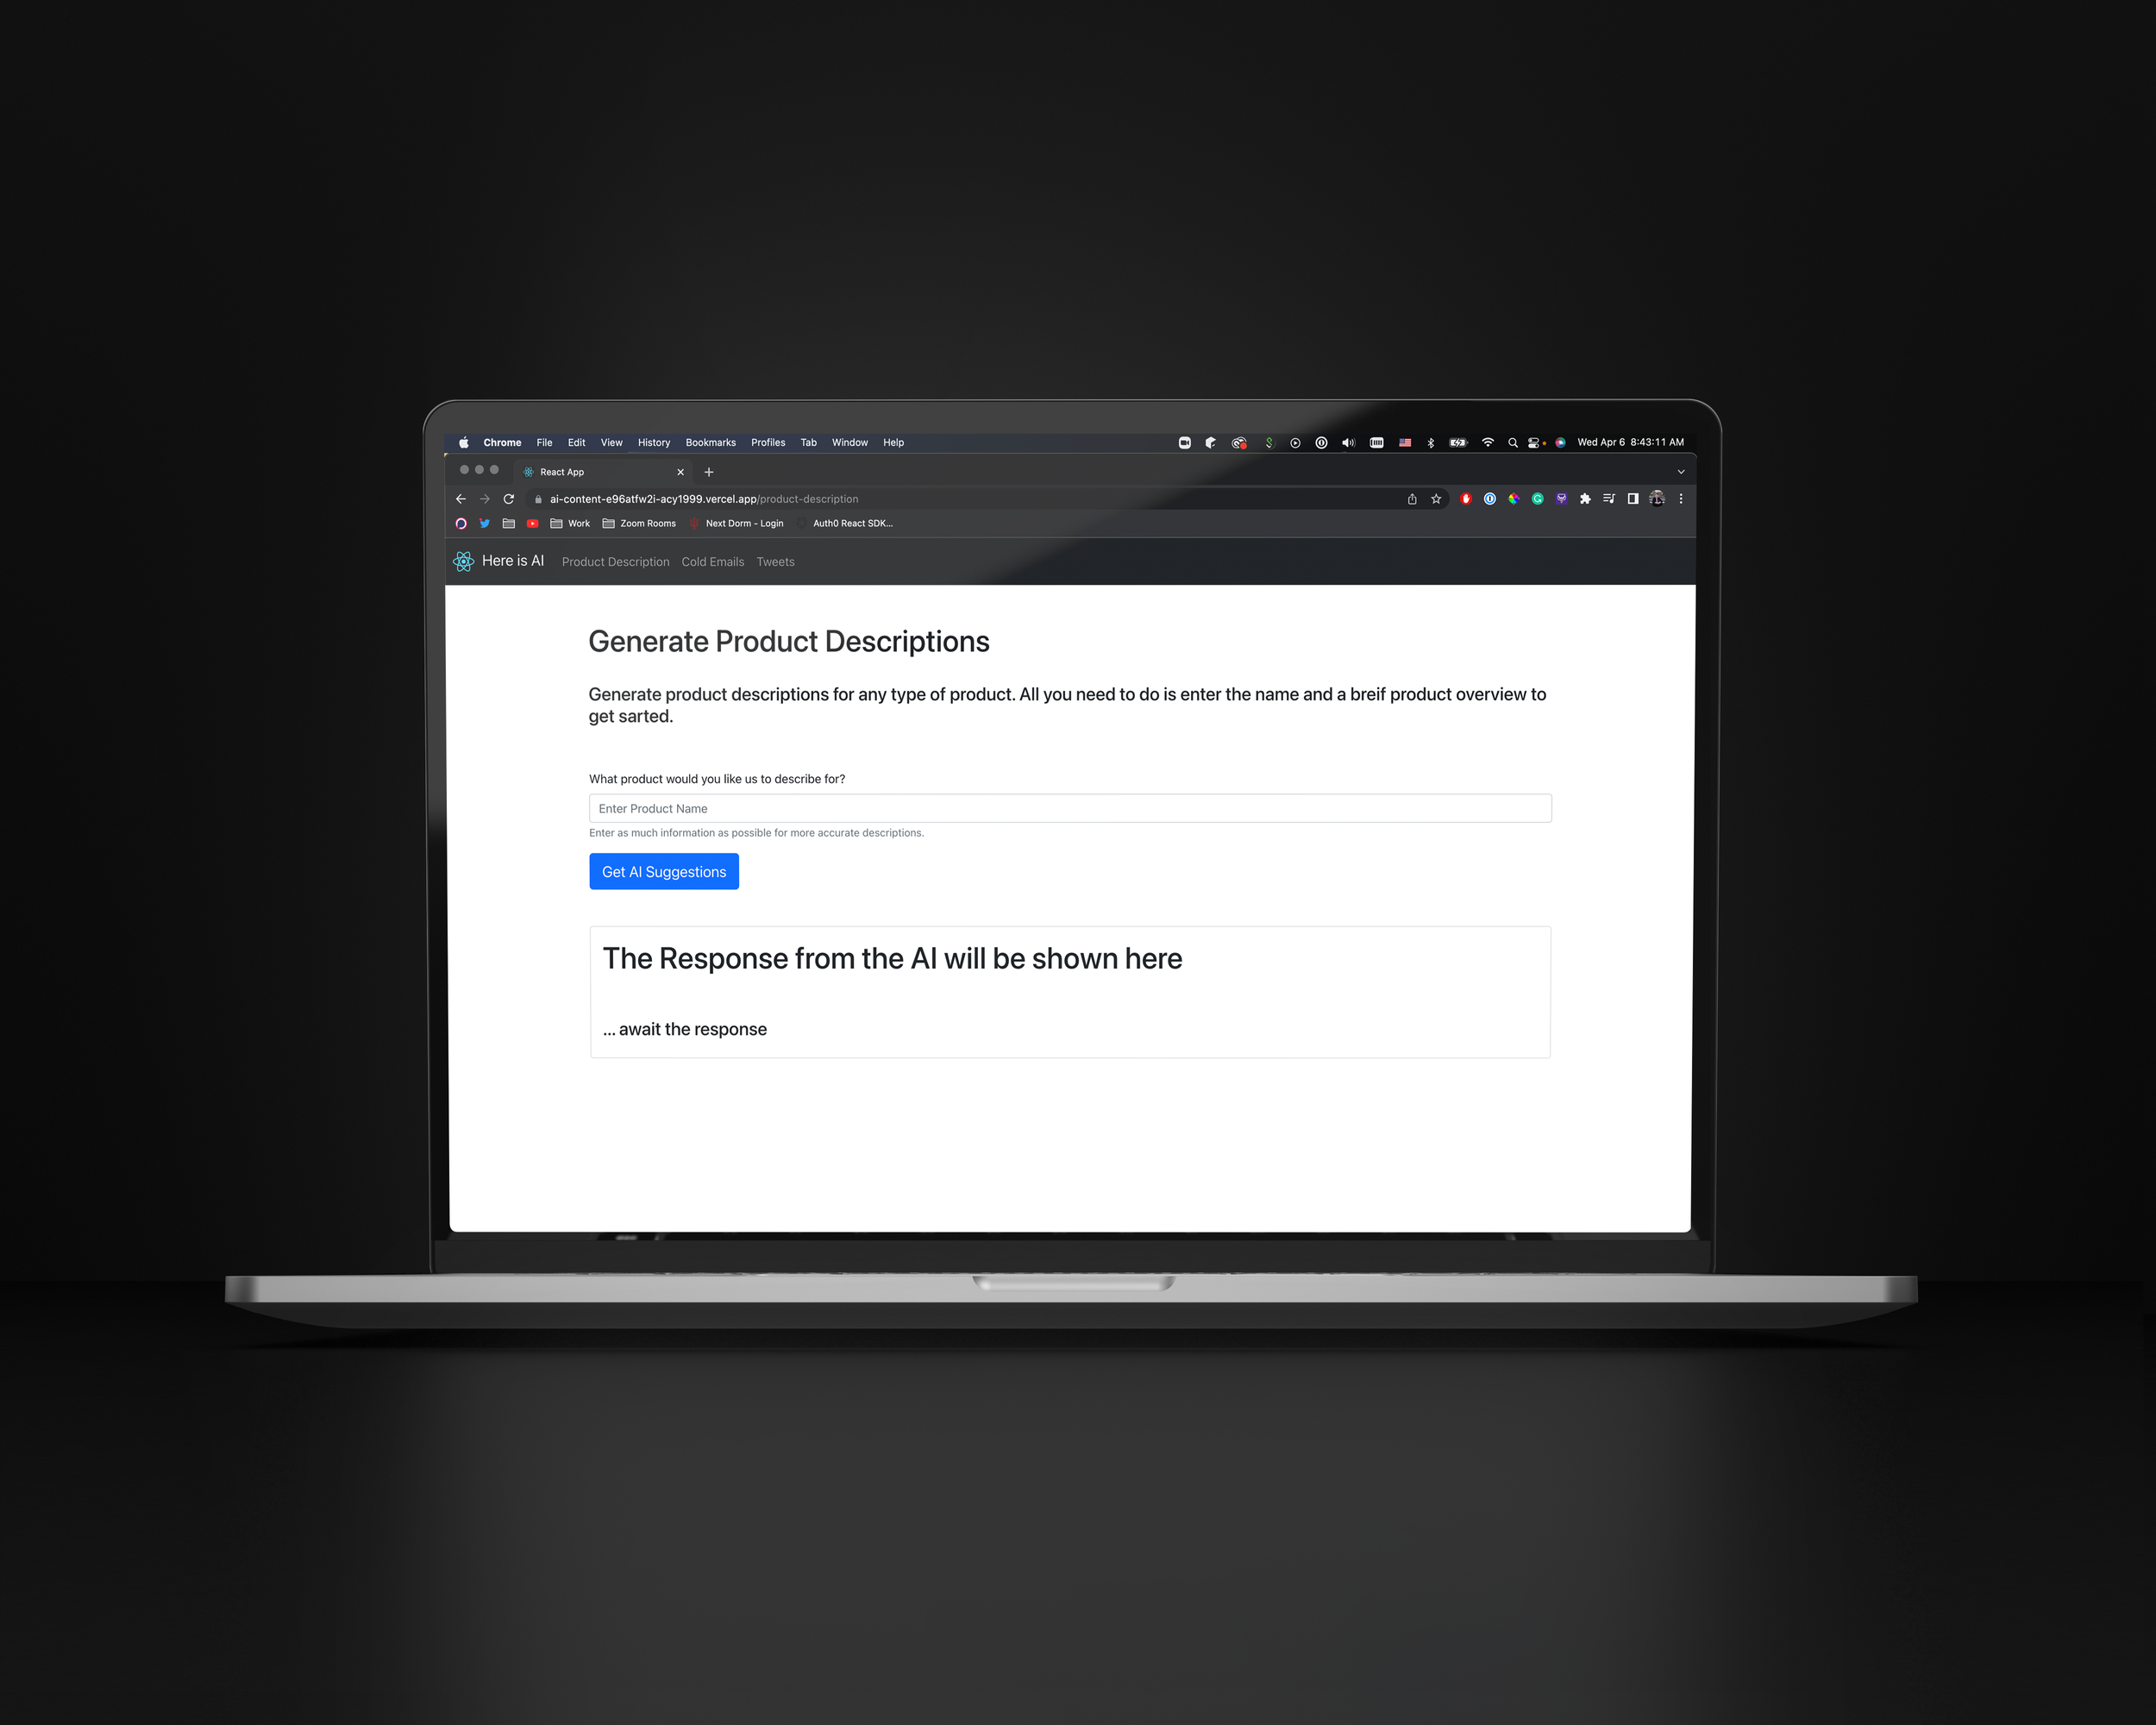 Chrome File Edit View History Bookmarks Profiles Tab Window Help Wed Apr 6 8:43:11 AM
React App
ai-content-e96atfw2i-acy1999.vercel.app/product-description
Work Zoom Rooms Next Dorm - Login Auth0 React SDK...
Here is AI Product Description Cold Emails Tweets
Generate Product Descriptions
Generate product descriptions for any type of product. All you need to do is enter the name and a breif product overview to
get sarted.
What product would you like us to describe for?
Enter Product Name
Enter as much information as possible for more accurate descriptions.
Get AI Suggestions
The Response from the AI will be shown here
... await the response